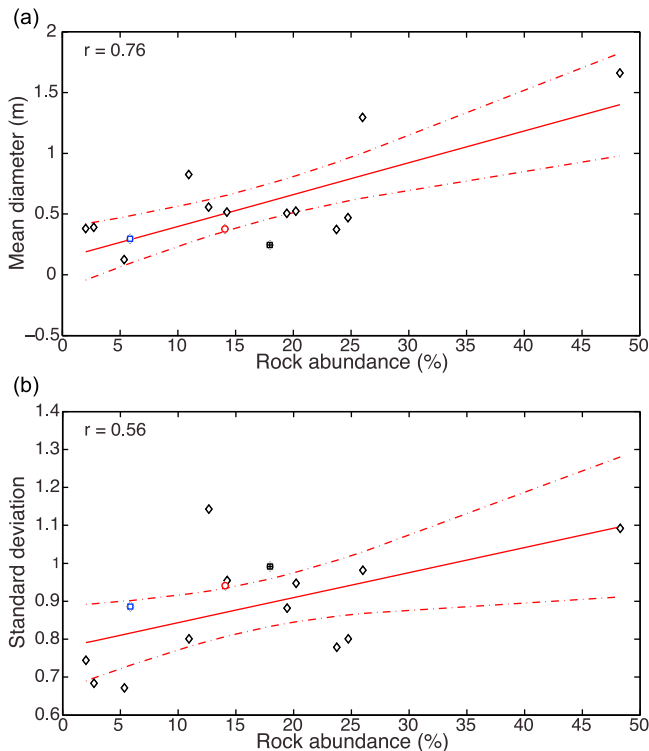 (a)
2
1.5
1
0.5
0
−0.5
Mean diameter (m)
r = 0.76
0 5 10 15 20 25 30 35 40 45 50
Rock abundance (%)
(b)
1.4
1.3
1.2
1.1
1
0.9
0.8
0.7
0.6
Standard deviation
r = 0.56
0 5 10 15 20 25 30 35 40 45 50
Rock abundance (%)